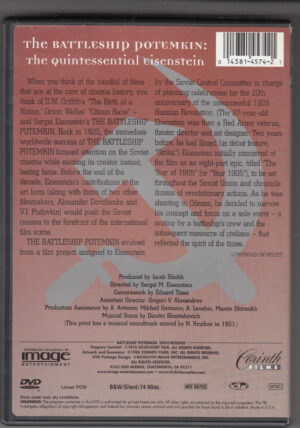 THE BATTLESHIP POTEMKIN:
THE QUINTESSENTIAL EISENSTEIN
0 14381-4574-2 1
When you think of the handful of films
that are at the core of cinema history, you
think of D.W. Griffith's "The Birth of a
Nation," Orson Welles' "Citizen Kane" –
and Sergei Eisenstein's THE BATTLESHIP
POTEMKIN. Back in 1925, the immediate
worldwide success of THE BATTLESHIP
POTEMKIN focused attention on the Soviet
cinema while earning its creator instant,
lasting fame. Before the end of the
decade, Eisenstein's contributions to the
art form (along with those of two other
filmmakers, Alexander Dovzhenko and
V.I. Pudovkin) would push the Soviet
cinema to the forefront of the international
film scene.
THE BATTLESHIP POTEMKIN evolved
from a film project assigned to Eisenstein
by the Soviet Central Committee in charge
of planning celebrations for the 20th
anniversary of the unsuccessful 1905
Russian Revolution. (The 27-year-old
Eisenstein was then a Red Army veteran,
theater director and set designer. Two years
before, he had filmed his debut feature,
"Strike".) Eisenstein initially conceived of
the film as an eight-part epic, titled "The
Year of 1905" (or "Year 1905"), to be set
throughout the Soviet Union and chronicle
dozens of revolutionary actions. As he was
shooting in Odessa, he decided to narrow
the concept and focus on a sole event – a
mutiny by a battleship's crew and the
subsequent massacre of civilians – that
reflected the spirit of the times.
CONTINUED ON INSERT
Produced by Jacob Bliokh
Directed by Sergei M. Eisenstein
Camerawork by Eduard Tisse
Assistant Director: Grigori V. Alexandrov
Production Assistance by A. Antonov, Mikhail Gomorov, A. Levshin, Maxim Shtraukh
Musical Score by Dimitri Shostakovich
(This print has a musical soundtrack scored by N. Kruikov in 1951.)
image
ENTERTAINMENT
Corinth
FILMS
DVD
Linear PCM
B&W/Silent/74 Mins.
NOT RATED
NTSC